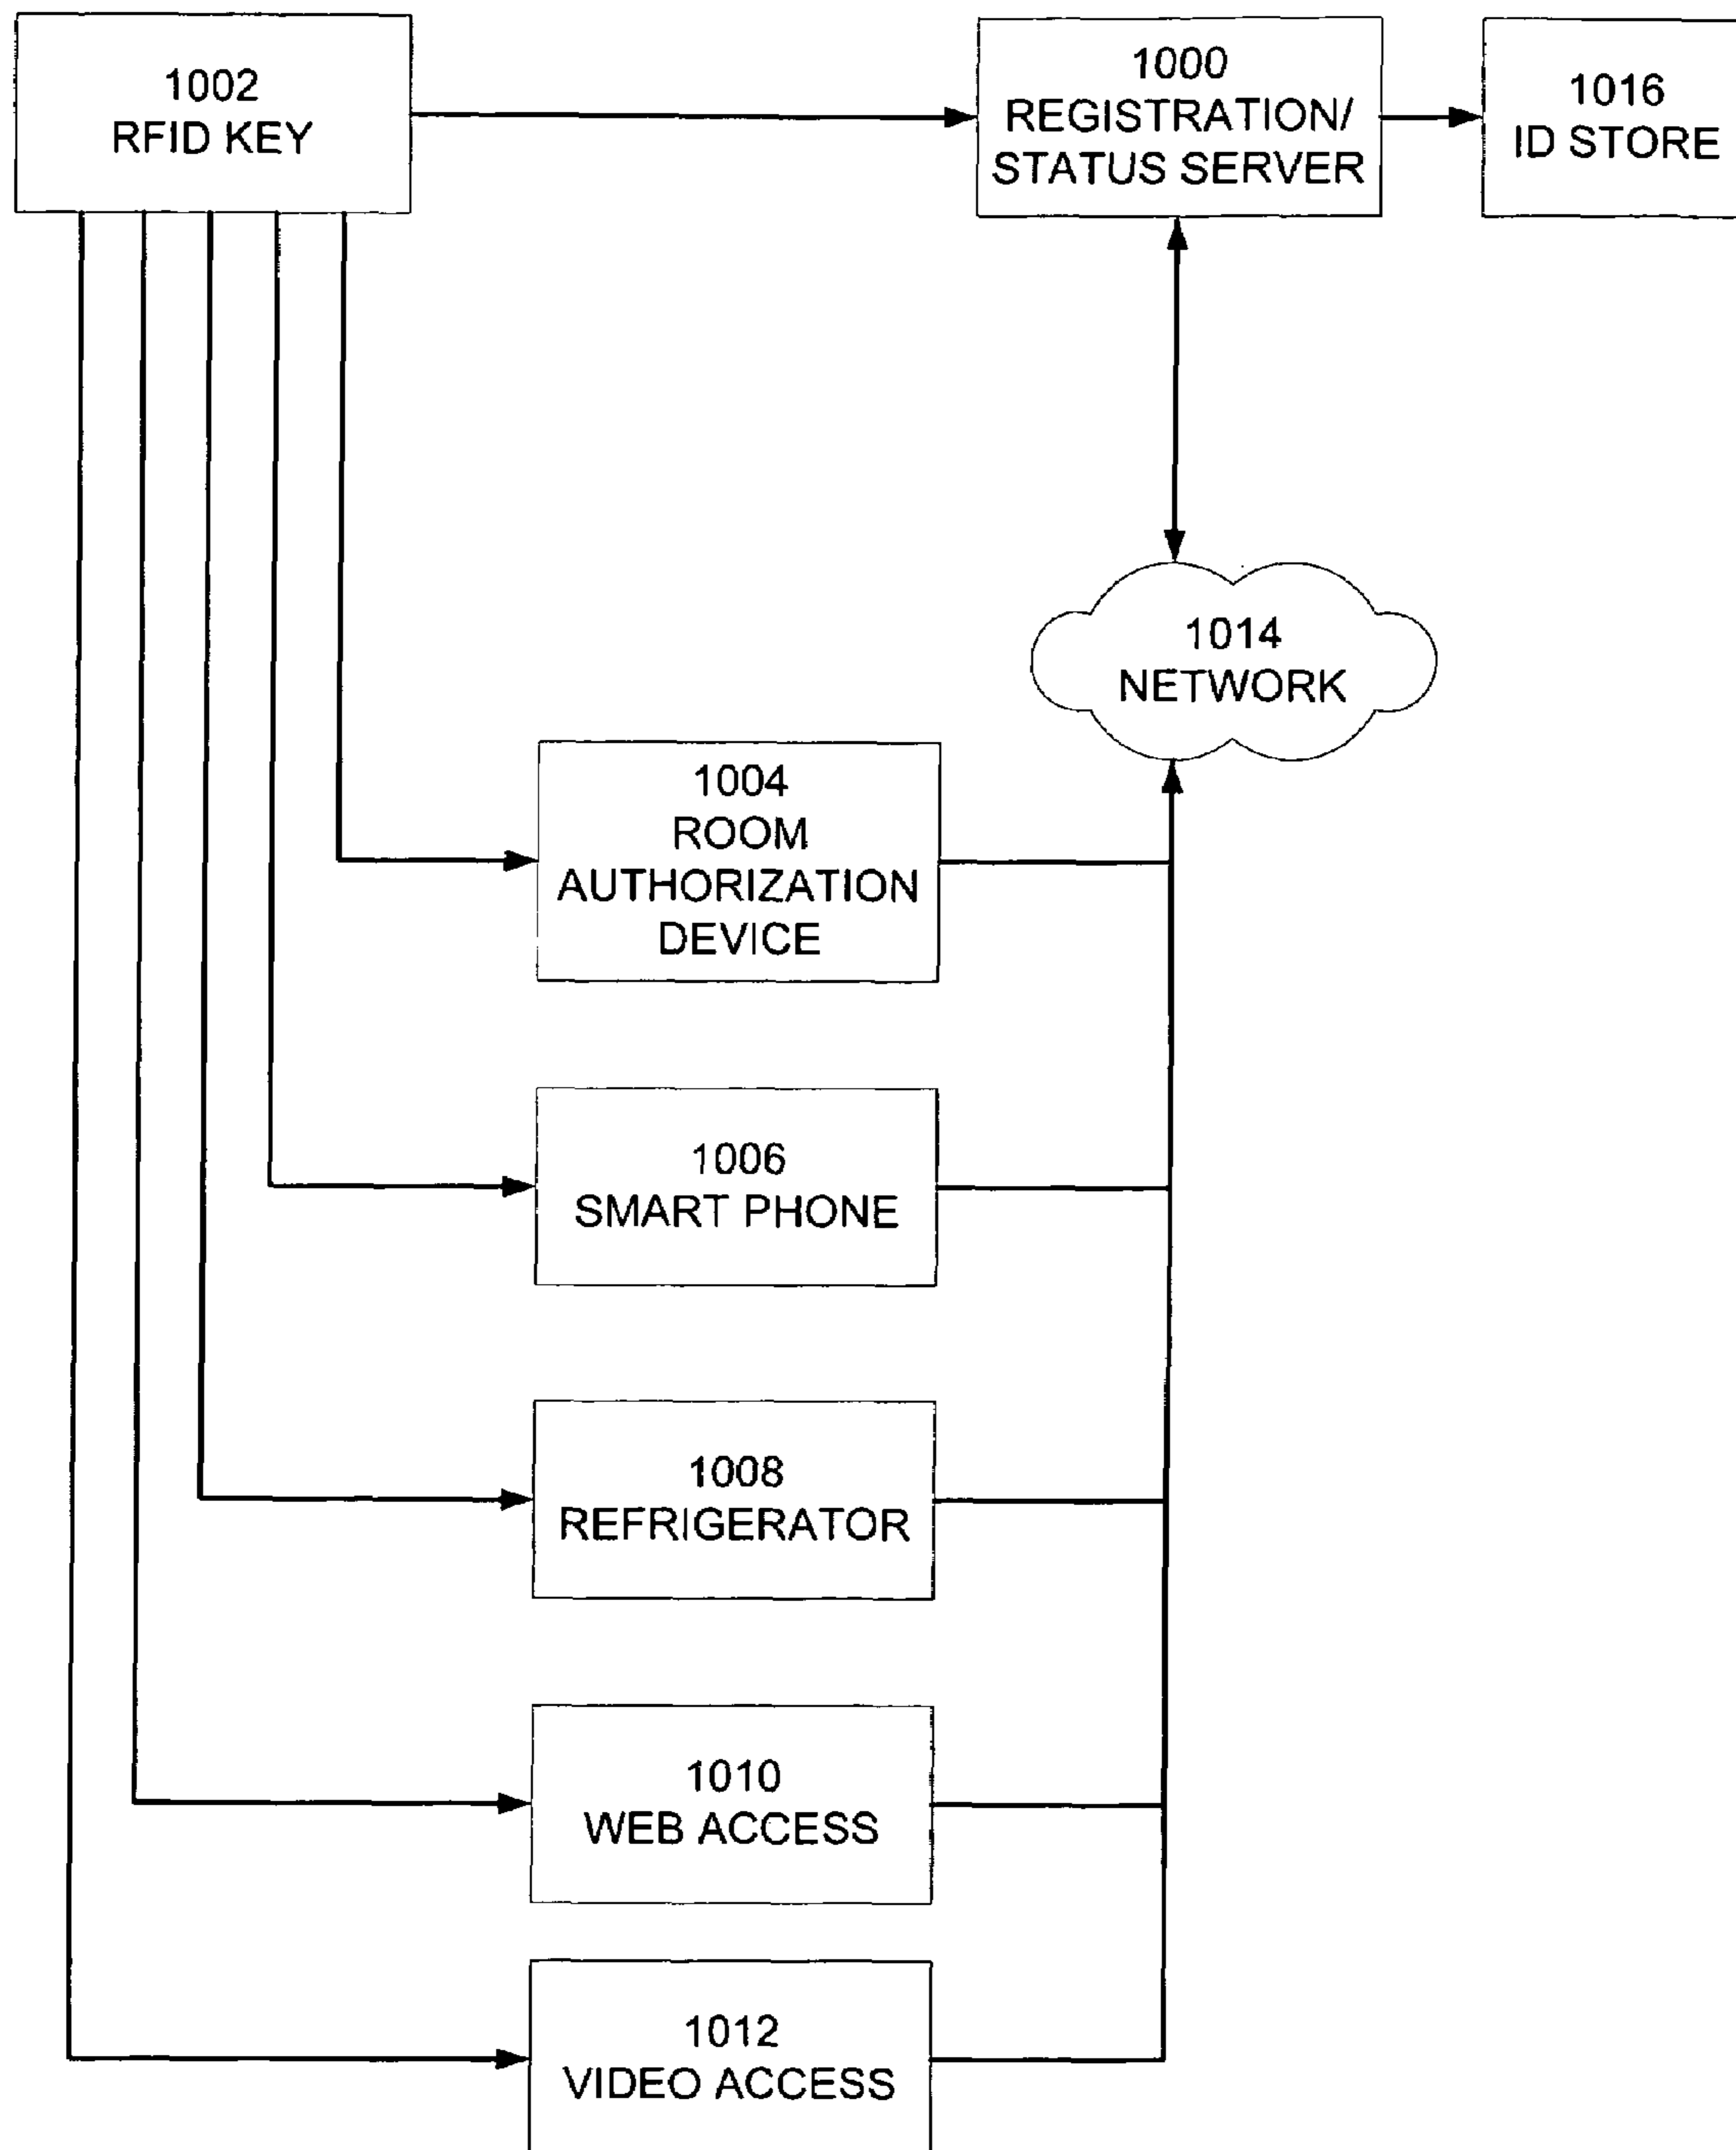 1002
RFID KEY
1000
REGISTRATION/
STATUS SERVER
1016
ID STORE
1014
NETWORK
1004
ROOM
AUTHORIZATION
DEVICE
1006
SMART PHONE
1008
REFRIGERATOR
1010
WEB ACCESS
1012
VIDEO ACCESS